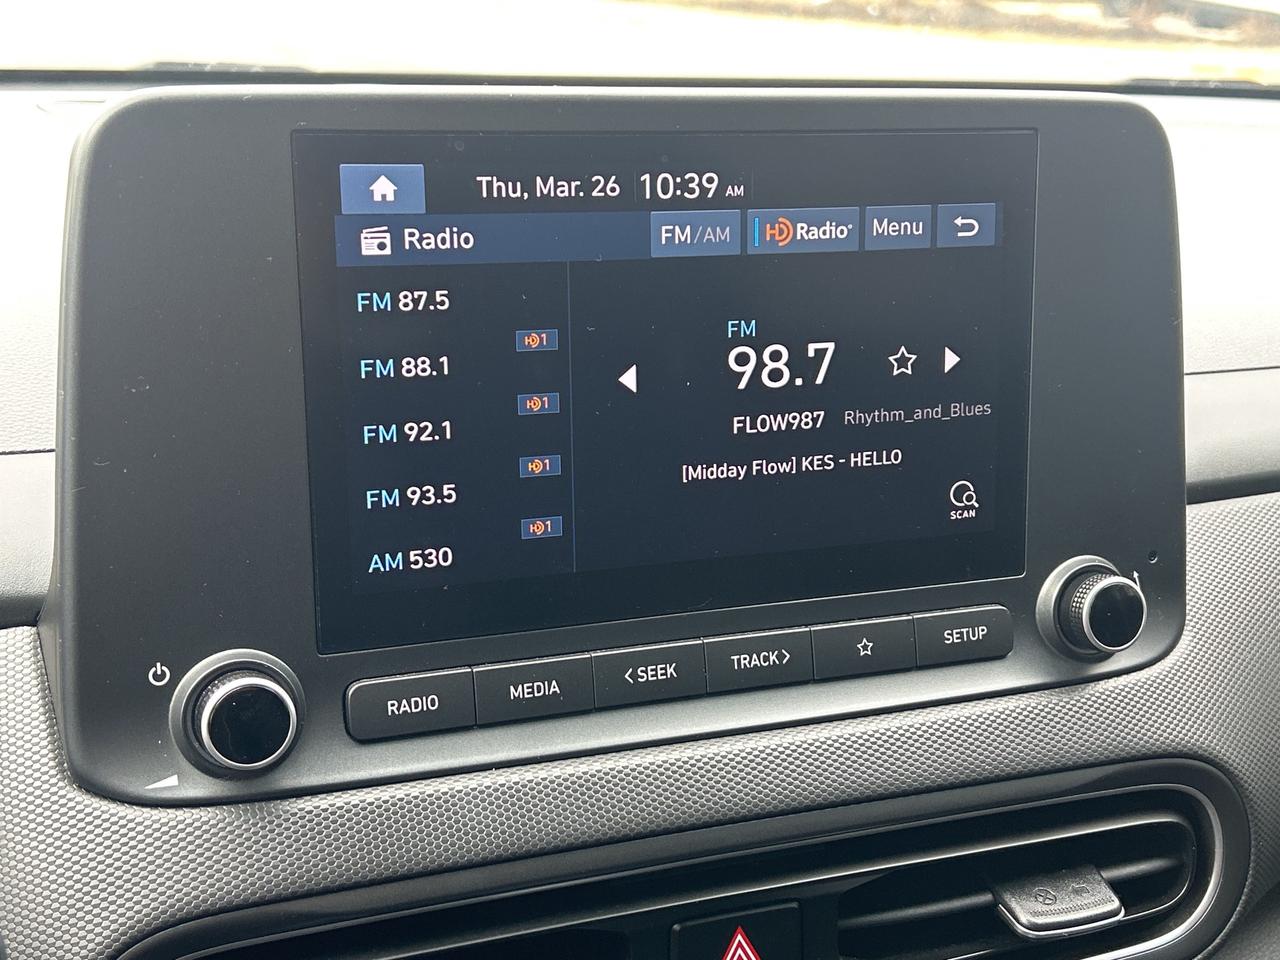 Thu, Mar. 26 10:39 AM
Radio FM/AM HD Radio® Menu
FM 87.5
HD1
FM 88.1
HD1
FM 92.1
HD1
FM 93.5
HD1
AM 530
FM
98.7
FLOW987 Rhythm_and_Blues
[Midday Flow] KES - HELLO
SCAN
RADIO MEDIA <SEEK TRACK> SETUP